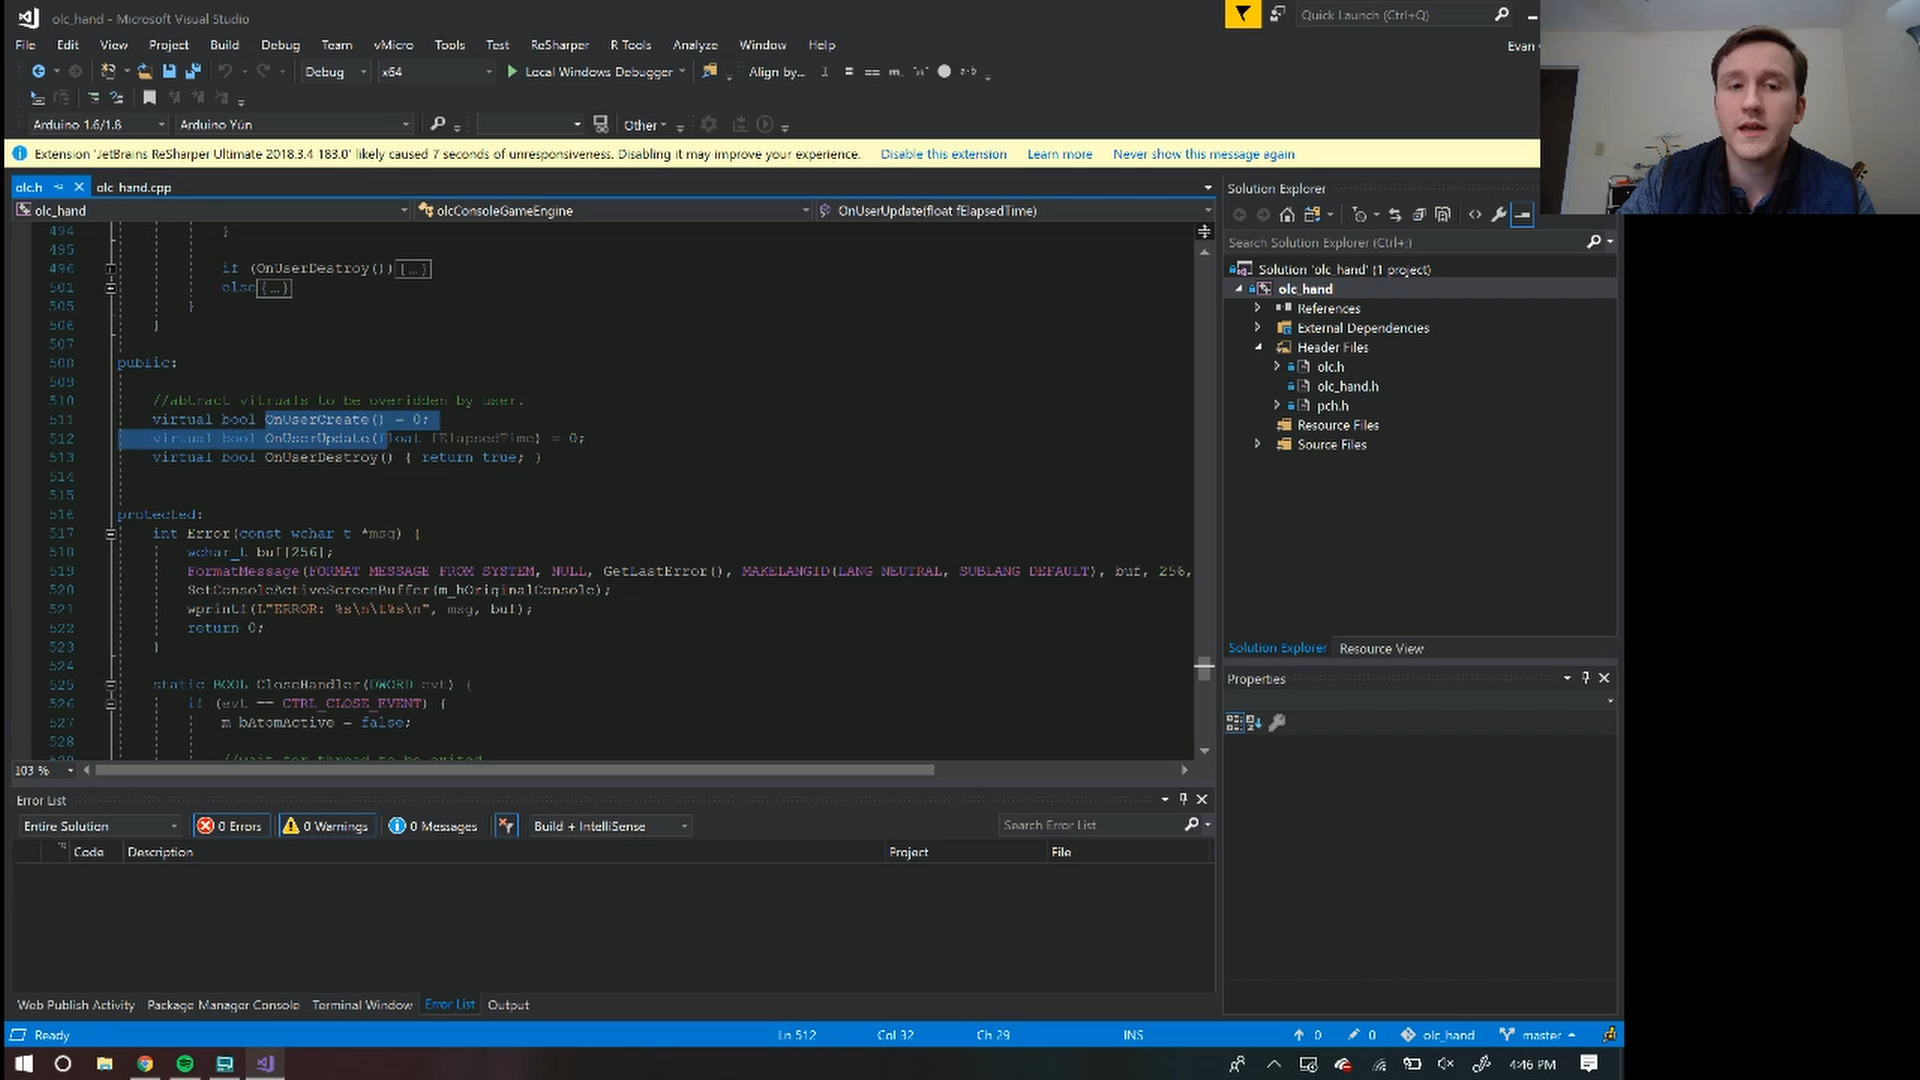 olc_hand - Microsoft Visual Studio
Quick Launch (Ctrl+Q)
File Edit View Project Build Debug Team vMicro Tools Test ReSharper R Tools Analyze Window Help
Evan
Debug x64 Local Windows Debugger Align by...
Arduino 1.6/1.8 Arduino Yún Other
Extension 'JetBrains ReSharper Ultimate 2018.3.4 183.0' likely caused 7 seconds of unresponsiveness. Disabling it may improve your experience. Disable this extension Learn more Never show this message again
olc.h olc_hand.cpp
olc_hand olcConsoleGameEngine OnUserUpdate(float fElapsedTime)
494 }
495
496 if (OnUserDestroy()){...}
501 else{...}
505 }
506 }
507
508 public:
509
510 //abtract vitruals to be overidden by user.
511 virtual bool OnUserCreate() = 0;
512 virtual bool OnUserUpdate(float fElapsedTime) = 0;
513 virtual bool OnUserDestroy() { return true; }
514
515
516 protected:
517 int Error(const wchar_t *msg) {
518 wchar_t buf[256];
519 FormatMessage(FORMAT_MESSAGE_FROM_SYSTEM, NULL, GetLastError(), MAKELANGID(LANG_NEUTRAL, SUBLANG_DEFAULT), buf, 256,
520 SetConsoleActiveScreenBuffer(m_hOriginalConsole);
521 wprintf(L"ERROR: %s\n\t%s\n", msg, buf);
522 return 0;
523 }
524
525 static BOOL CloseHandler(DWORD evt) {
526 if (evt == CTRL_CLOSE_EVENT) {
527 m_bAtomActive = false;
528
529 //wait for thread to be exited
103 %
Solution Explorer
Search Solution Explorer (Ctrl+;)
Solution 'olc_hand' (1 project)
olc_hand
References
External Dependencies
Header Files
olc.h
olc_hand.h
pch.h
Resource Files
Source Files
Solution Explorer Resource View
Properties
Error List
Entire Solution 0 Errors 0 Warnings 0 Messages Build + IntelliSense Search Error List
Code Description Project File
Web Publish Activity Package Manager Console Terminal Window Error List Output
Ready Ln 512 Col 32 Ch 29 INS 0 0 olc_hand master
4:46 PM